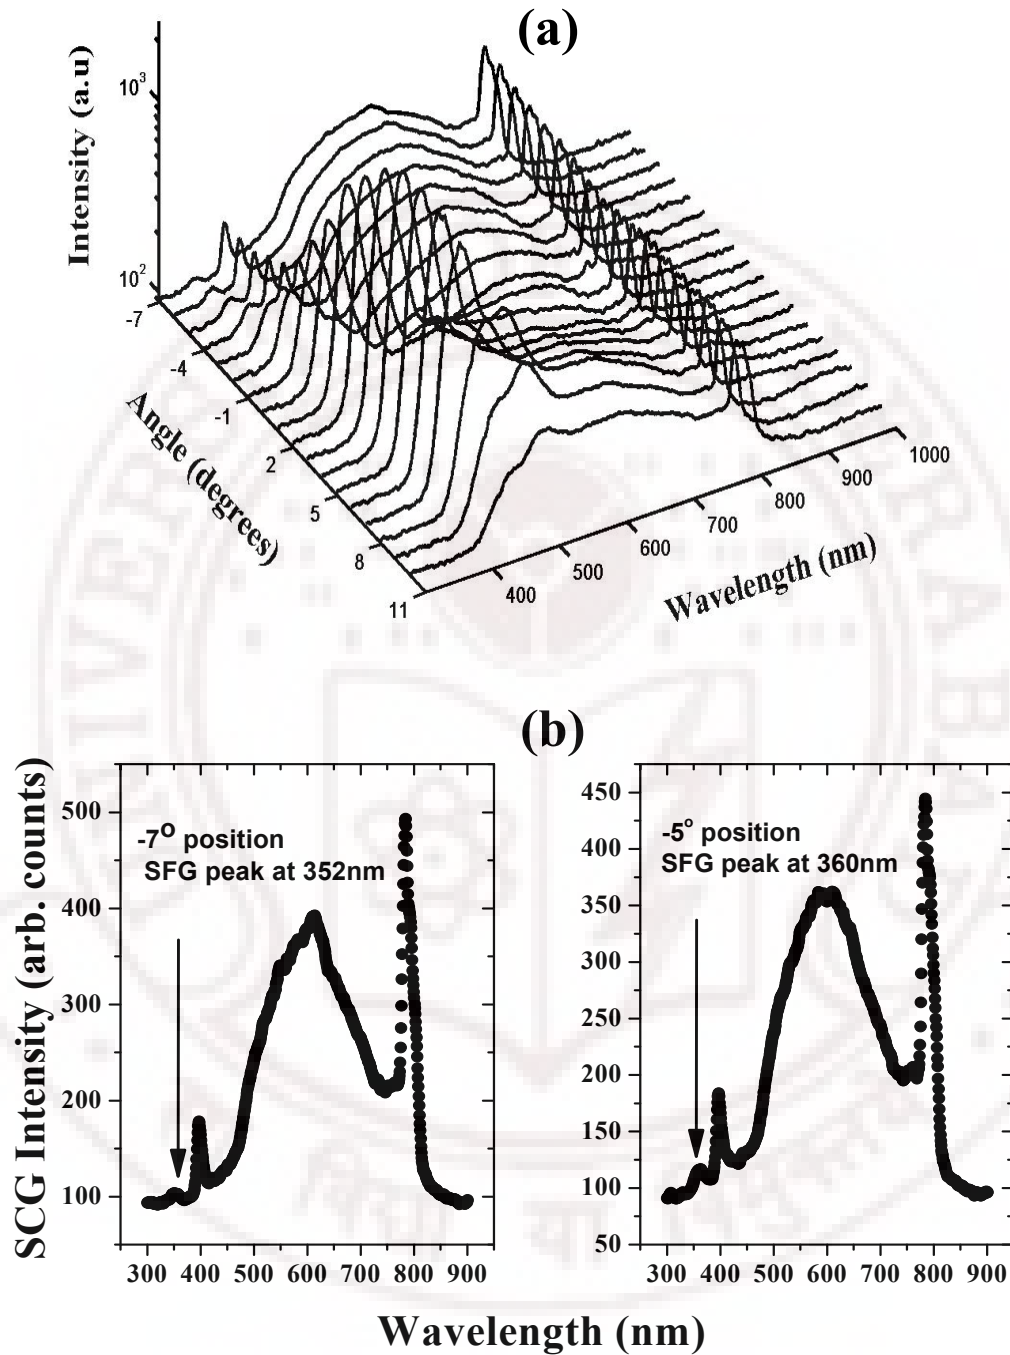 (a)
Intensity (a.u)
10³
10²
-7
-4
-1
2
5
8
11
Angle (degrees)
400
500
600
700
800
900
1000
Wavelength (nm)
(b)
SCG Intensity (arb. counts)
500
400
300
200
100
-7⁰ position
SFG peak at 352nm
300 400 500 600 700 800 900
450
400
350
300
250
200
150
100
50
-5° position
SFG peak at 360nm
300 400 500 600 700 800 900
Wavelength (nm)